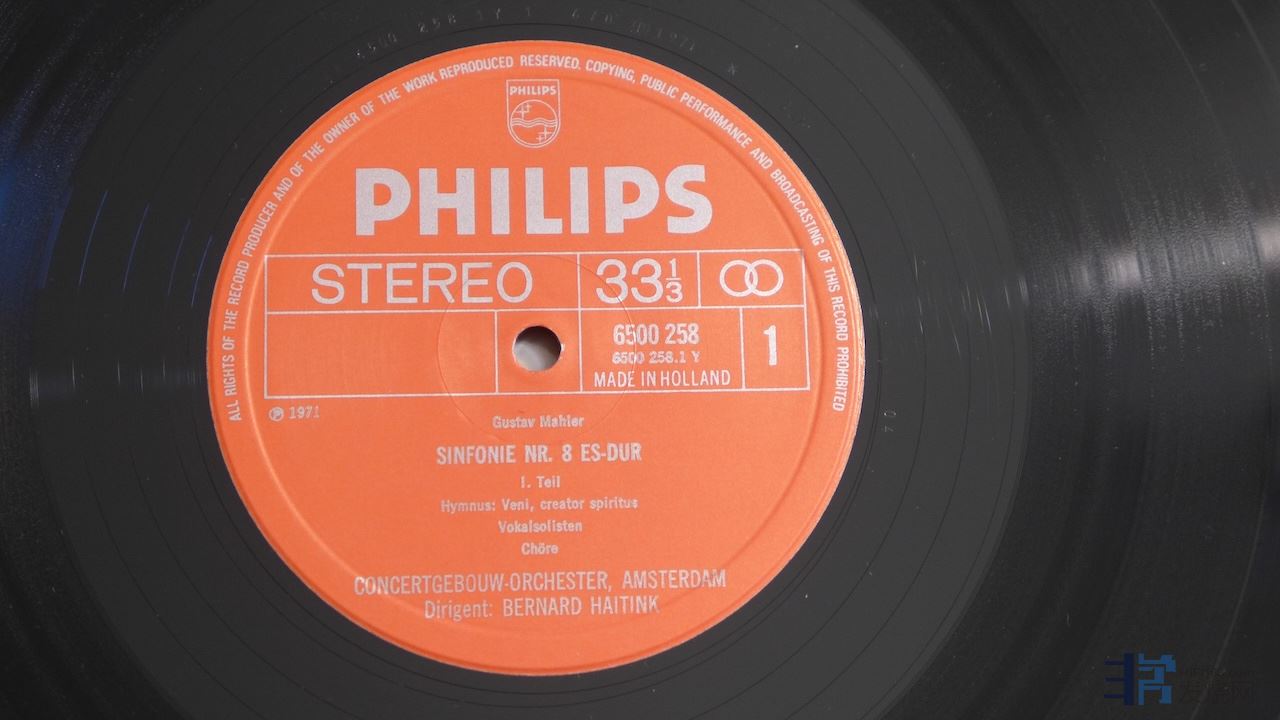 ALL RIGHTS OF THE RECORD PRODUCER AND OF THE OWNER OF THE WORK REPRODUCED RESERVED. COPYING, PUBLIC PERFORMANCE AND BROADCASTING OF THIS RECORD PROHIBITED
PHILIPS
PHILIPS
STEREO 33⅓
6500 258
6500 258.1 Y
MADE IN HOLLAND
1
Ⓟ 1971
Gustav Mahler
SINFONIE NR. 8 ES-DUR
I. Teil
Hymnus: Veni, creator spiritus
Vokalsolisten
Chöre
CONCERTGEBOUW-ORCHESTER, AMSTERDAM
Dirigent: BERNARD HAITINK